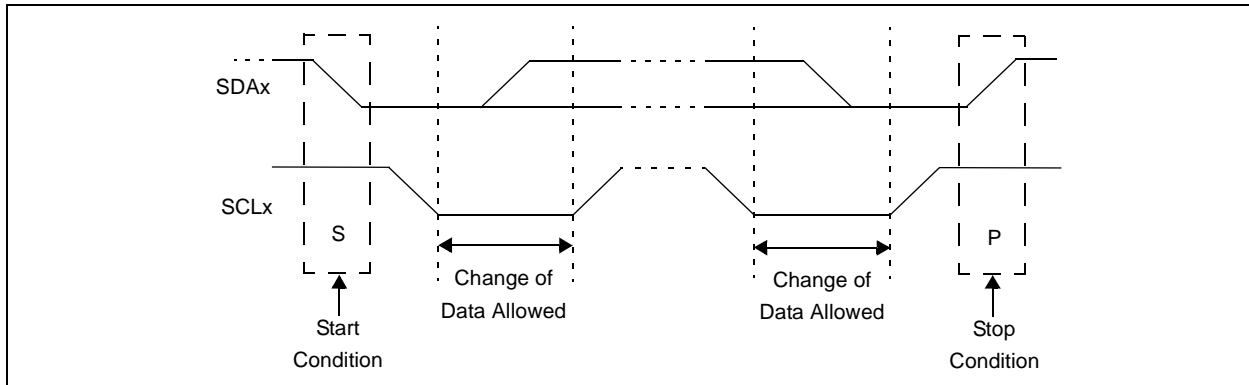 SDAx
SCLx
S
P
Change of
Data Allowed
Change of
Data Allowed
Start
Condition
Stop
Condition